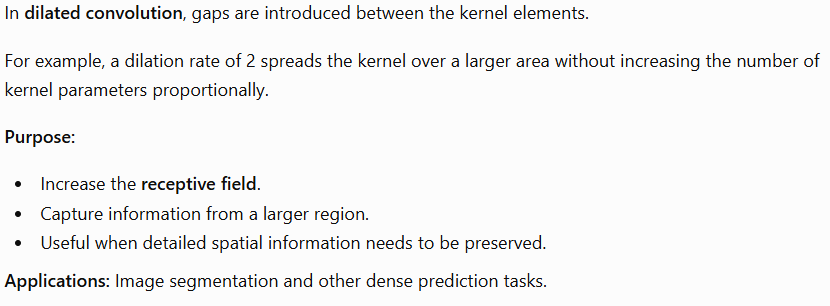 In dilated convolution, gaps are introduced between the kernel elements.
For example, a dilation rate of 2 spreads the kernel over a larger area without increasing the number of
kernel parameters proportionally.
Purpose:
• Increase the receptive field.
• Capture information from a larger region.
• Useful when detailed spatial information needs to be preserved.
Applications: Image segmentation and other dense prediction tasks.